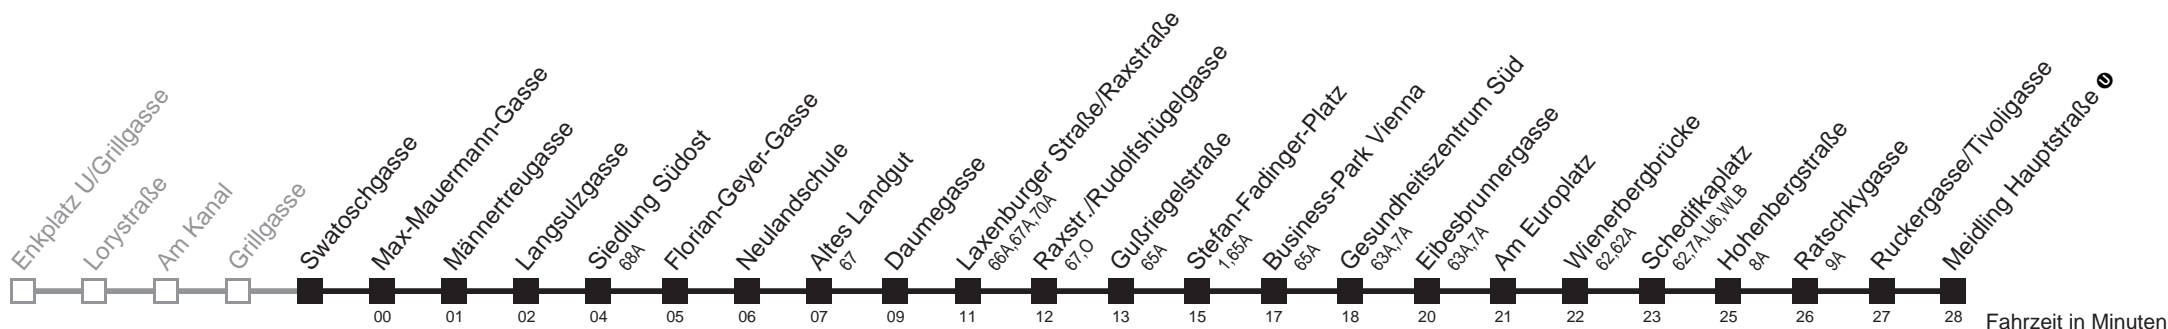 Enkplatz U/Grillgasse
Lorystraße
Am Kanal
Grillgasse
Swatoschgasse
Max-Mauermann-Gasse
Männertreugasse
Langsulzgasse
Siedlung Südost
68A
Florian-Geyer-Gasse
Neulandschule
Altes Landgut
67
Daumegasse
Laxenburger Straße/Raxstraße
66A,67A,70A
Raxstr./Rudolfshügelgasse
67,O
Gußriegelstraße
65A
Stefan-Fadinger-Platz
1,65A
Business-Park Vienna
65A
Gesundheitszentrum Süd
63A,7A
Eibesbrunnergasse
63A,7A
Am Europlatz
Wienerbergbrücke
62,62A
Schedifkaplatz
62,7A,U6,WLB
Hohenbergstraße
8A
Ratschkygasse
9A
Ruckergasse/Tivoligasse
Meidling Hauptstraße U
00 01 02 04 05 06 07 09 11 12 13 15 17 18 20 21 22 23 25 26 27 28 Fahrzeit in Minuten